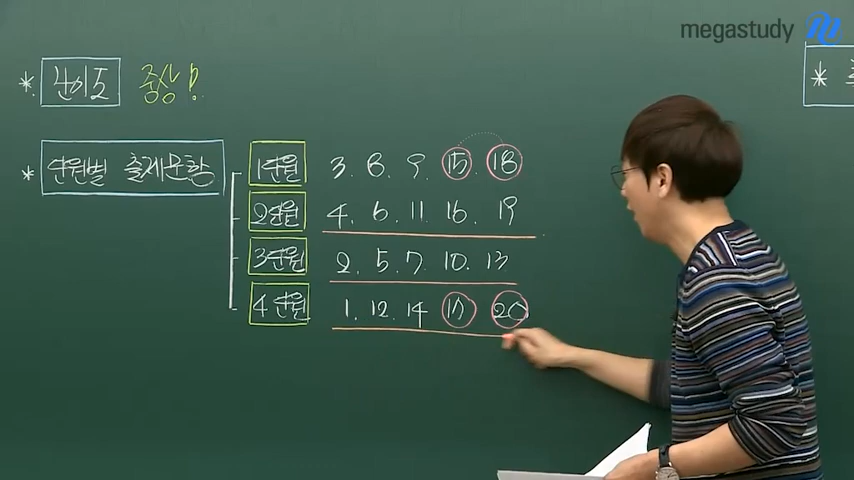 megastudy
* 난이도 중상!
* 단원별 출제문항
1단원 3. 8. 9. 15. 18
2단원 4. 6. 11. 16. 19
3단원 2. 5. 7. 10. 13
4단원 1. 12. 14 17 20
*